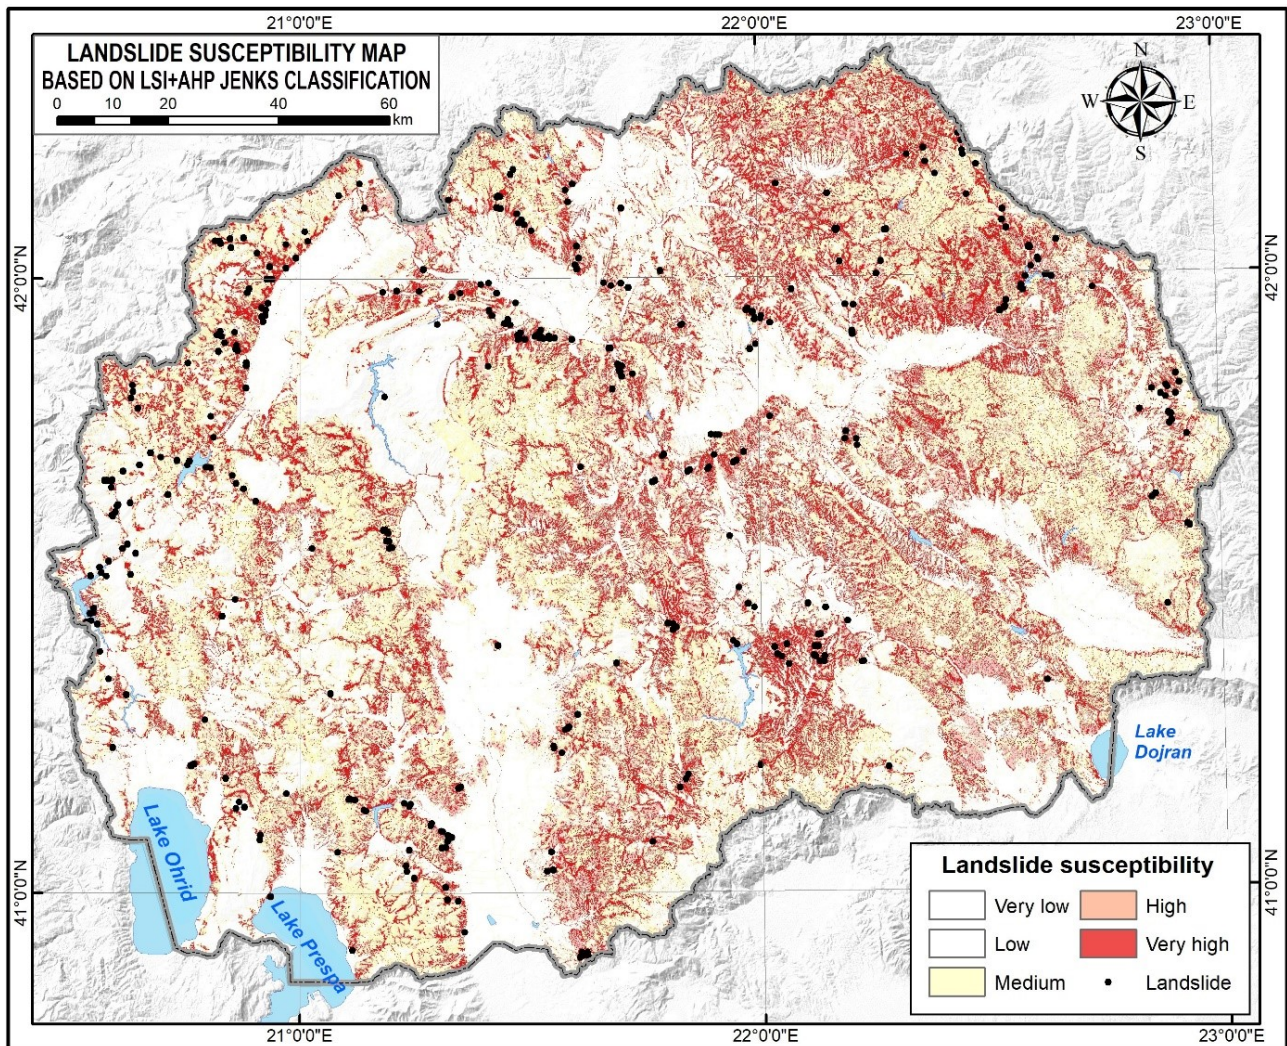 21°0'0"E
22°0'0"E
23°0'0"E
LANDSLIDE SUSCEPTIBILITY MAP
BASED ON LSI+AHP JENKS CLASSIFICATION
0 10 20 40 60
km
N
W
E
S
42°0'0"N
42°0'0"N
Lake
Dojran
Lake Ohrid
Lake Prespa
41°0'0"N
41°0'0"N
Landslide susceptibility
Very low
High
Low
Very high
Medium
Landslide
21°0'0"E
22°0'0"E
23°0'0"E